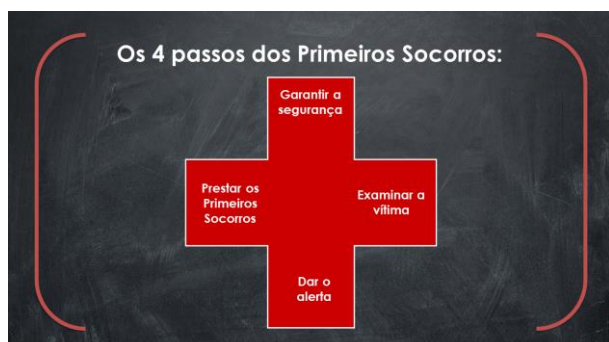 Os 4 passos dos Primeiros Socorros:
Garantir a
segurança
Prestar os
Primeiros
Socorros
Examinar a
vítima
Dar o
alerta